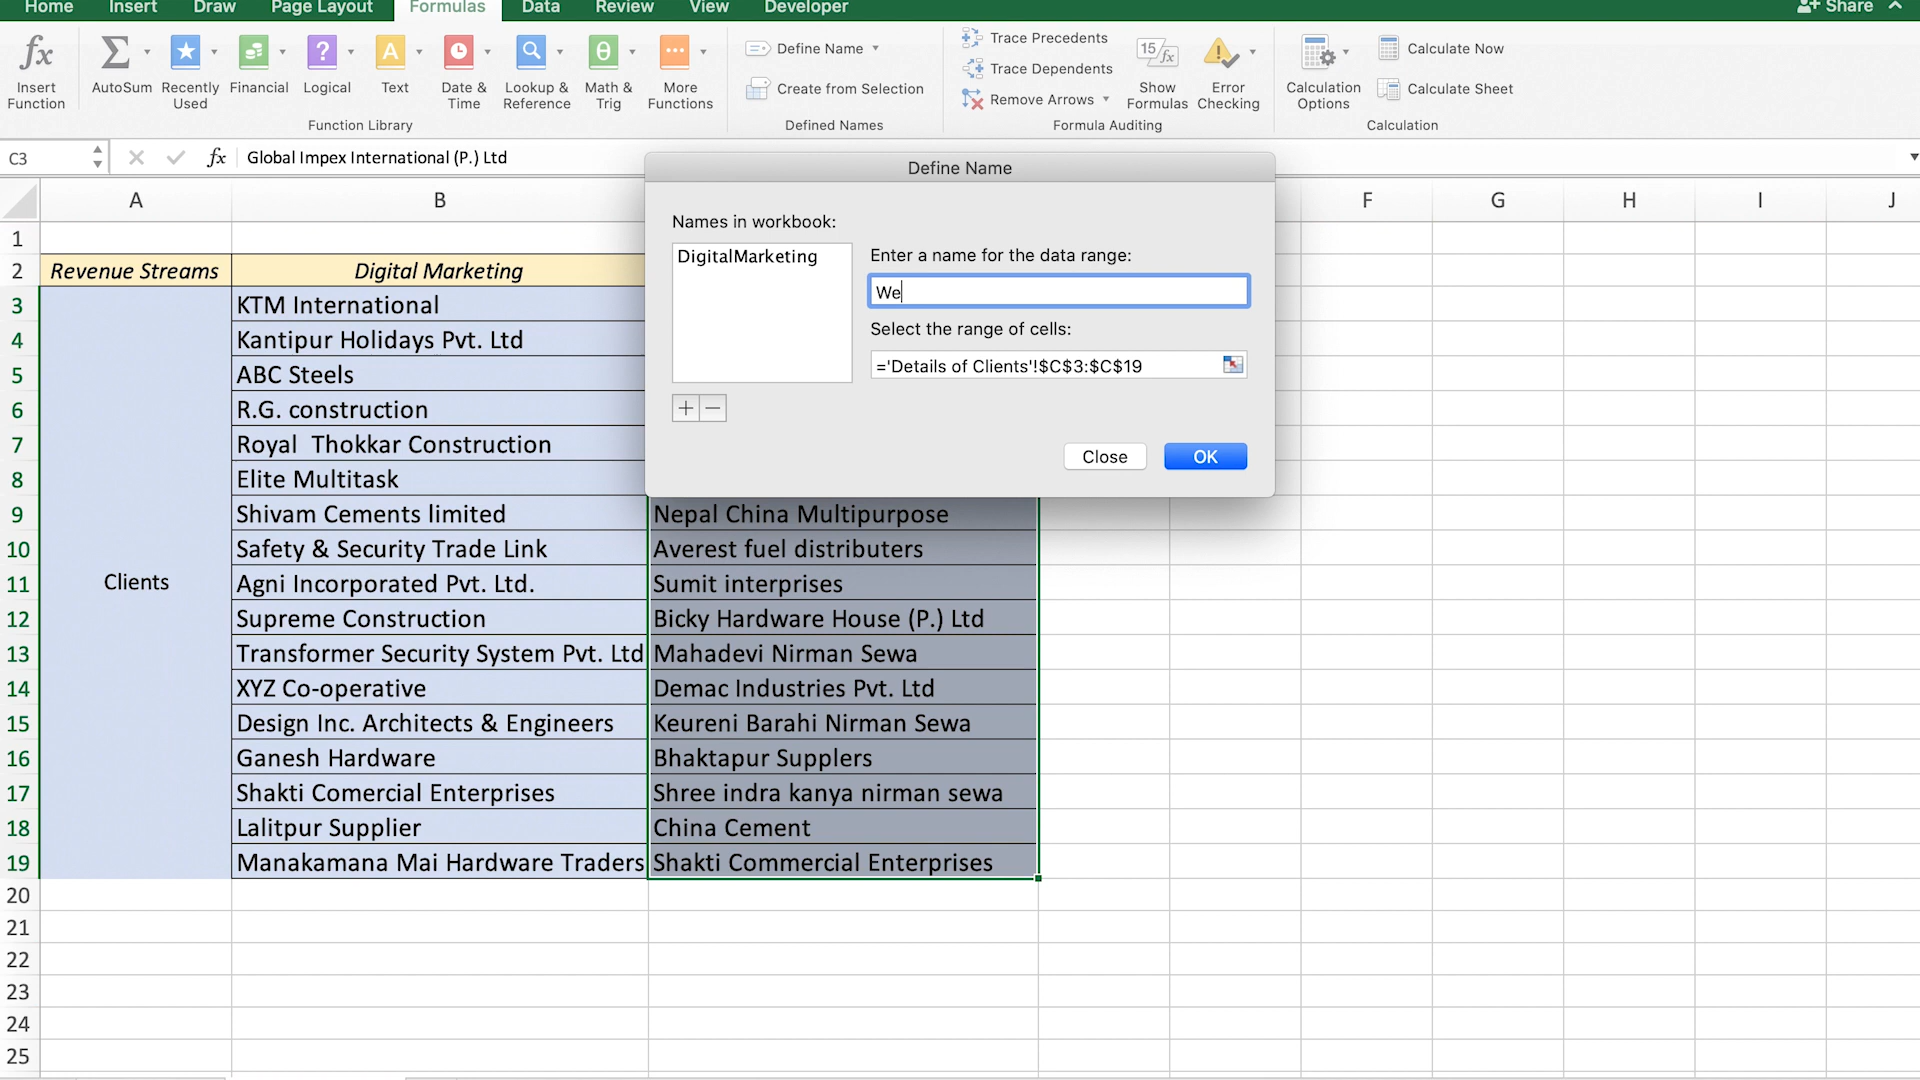 Home Insert Draw Page Layout Formulas Data Review View Developer Share
fx Insert Function
Σ AutoSum
Recently Used
Financial
? Logical
A Text
Date & Time
Lookup & Reference
θ Math & Trig
More Functions
Function Library
Define Name
Create from Selection
Defined Names
Trace Precedents
Trace Dependents
Remove Arrows
15 fx Show Formulas
Error Checking
Formula Auditing
Calculation Options
Calculate Now
Calculate Sheet
Calculation
C3 fx Global Impex International (P.) Ltd
A B F G H I J
1
2 Revenue Streams Digital Marketing
3 KTM International
4 Kantipur Holidays Pvt. Ltd
5 ABC Steels
6 R.G. construction
7 Royal  Thokkar Construction
8 Elite Multitask
9 Shivam Cements limited Nepal China Multipurpose
10 Safety & Security Trade Link Averest fuel distributers
11 Clients Agni Incorporated Pvt. Ltd. Sumit interprises
12 Supreme Construction Bicky Hardware House (P.) Ltd
13 Transformer Security System Pvt. Ltd Mahadevi Nirman Sewa
14 XYZ Co-operative Demac Industries Pvt. Ltd
15 Design Inc. Architects & Engineers Keureni Barahi Nirman Sewa
16 Ganesh Hardware Bhaktapur Supplers
17 Shakti Comercial Enterprises Shree indra kanya nirman sewa
18 Lalitpur Supplier China Cement
19 Manakamana Mai Hardware Traders Shakti Commercial Enterprises
20
21
22
23
24
25
Define Name
Names in workbook:
DigitalMarketing
Enter a name for the data range:
We
Select the range of cells:
='Details of Clients'!$C$3:$C$19
Close OK